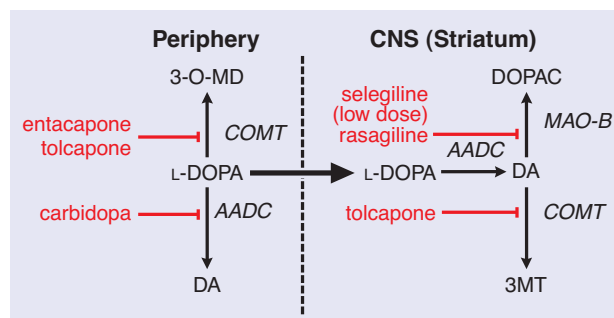 Periphery
CNS (Striatum)
3-O-MD
DOPAC
entacapone
tolcapone
COMT
selegiline
(low dose)
rasagiline
MAO-B
AADC
L-DOPA
L-DOPA
DA
carbidopa
AADC
tolcapone
COMT
DA
3MT